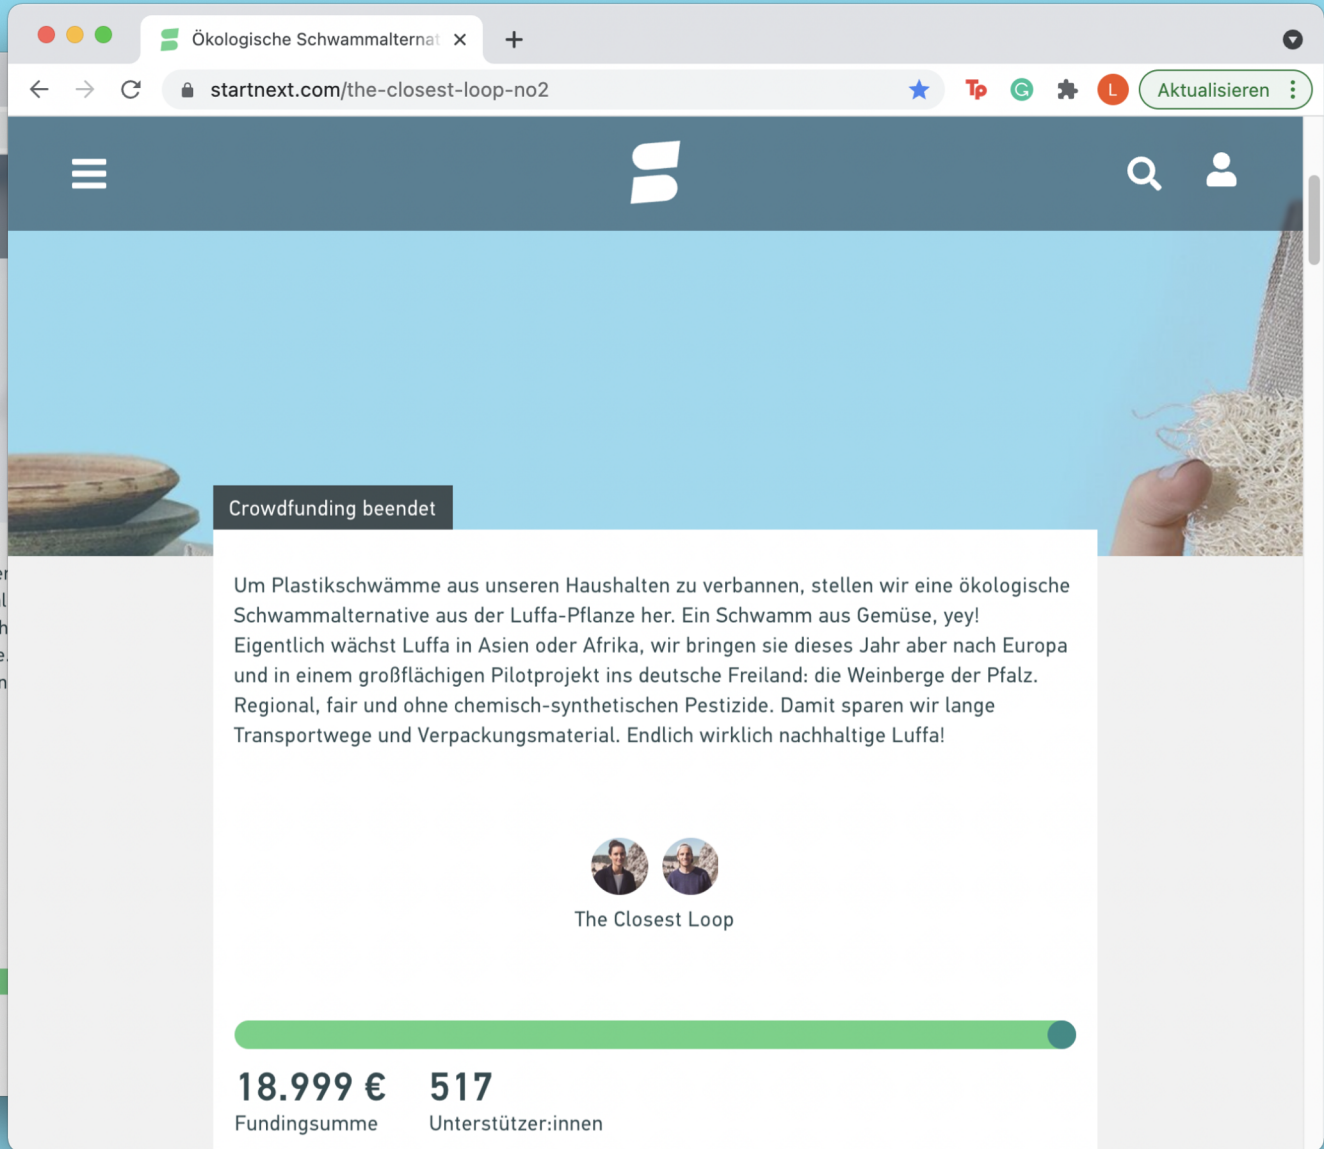 Ökologische Schwammalternat
startnext.com/the-closest-loop-no2
Tp
G
L
Aktualisieren
Crowdfunding beendet
Um Plastikschwämme aus unseren Haushalten zu verbannen, stellen wir eine ökologische
Schwammalternative aus der Luffa-Pflanze her. Ein Schwamm aus Gemüse, yey!
Eigentlich wächst Luffa in Asien oder Afrika, wir bringen sie dieses Jahr aber nach Europa
und in einem großflächigen Pilotprojekt ins deutsche Freiland: die Weinberge der Pfalz.
Regional, fair und ohne chemisch-synthetischen Pestizide. Damit sparen wir lange
Transportwege und Verpackungsmaterial. Endlich wirklich nachhaltige Luffa!
The Closest Loop
18.999 € 517
Fundingsumme Unterstützer:innen